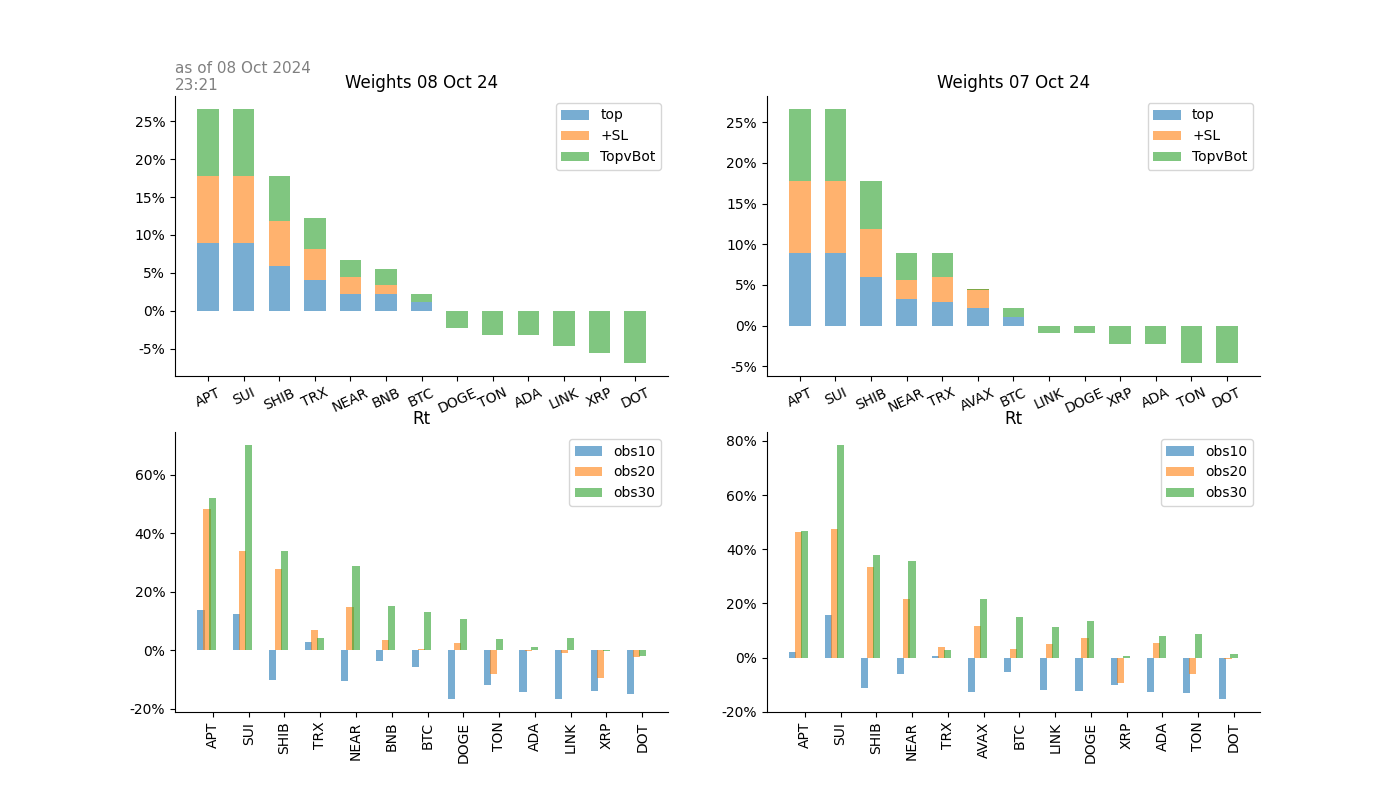 as of 08 Oct 2024
23:21
Weights 08 Oct 24
25%
20%
15%
10%
5%
0%
-5%
top
+SL
TopvBot
APT SUI SHIB TRX NEAR BNB BTC DOGE TON ADA LINK XRP DOT
Weights 07 Oct 24
25%
20%
15%
10%
5%
0%
-5%
top
+SL
TopvBot
APT SUI SHIB NEAR TRX AVAX BTC LINK DOGE XRP ADA TON DOT
Rt
60%
40%
20%
0%
-20%
obs10
obs20
obs30
APT SUI SHIB TRX NEAR BNB BTC DOGE TON ADA LINK XRP DOT
Rt
80%
60%
40%
20%
0%
-20%
obs10
obs20
obs30
APT SUI SHIB NEAR TRX AVAX BTC LINK DOGE XRP ADA TON DOT